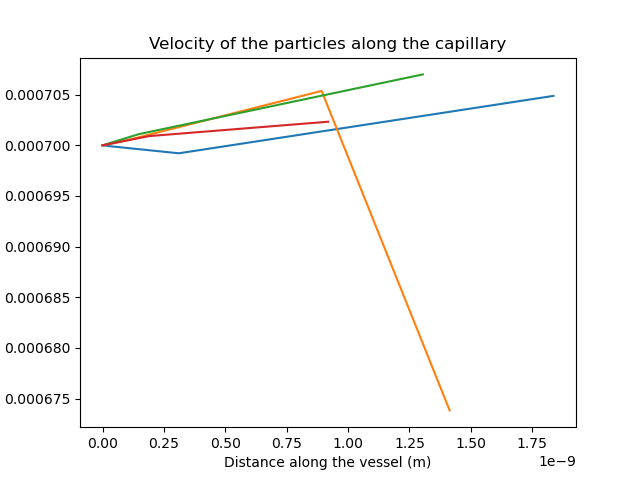 Velocity of the particles along the capillary
0.000705
0.000700
0.000695
0.000690
0.000685
0.000680
0.000675
0.00 0.25 0.50 0.75 1.00 1.25 1.50 1.75
1e−9
Distance along the vessel (m)